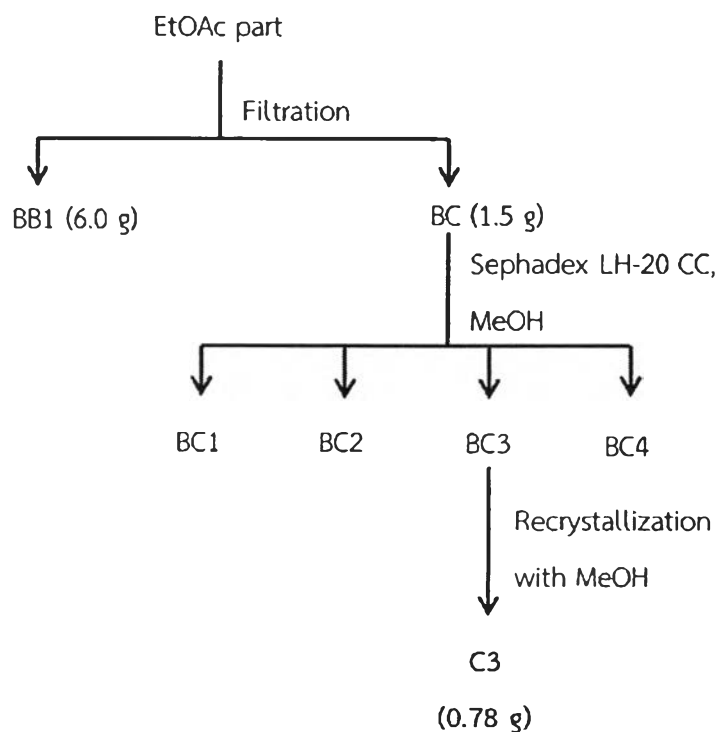 EtOAc part
Filtration
BB1 (6.0 g)
BC (1.5 g)
Sephadex LH-20 CC,
MeOH
BC1
BC2
BC3
BC4
Recrystallization
with MeOH
C3
(0.78 g)